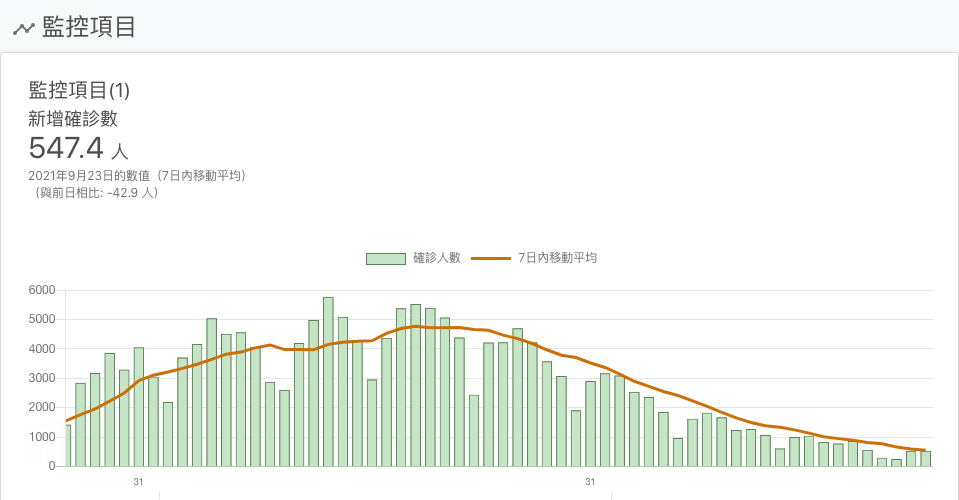 監控項目
監控項目(1)
新增確診數
547.4 人
2021年9月23日的數值（7日內移動平均）
（與前日相比: -42.9 人）
確診人數 7日內移動平均
6000
5000
4000
3000
2000
1000
0
31 31